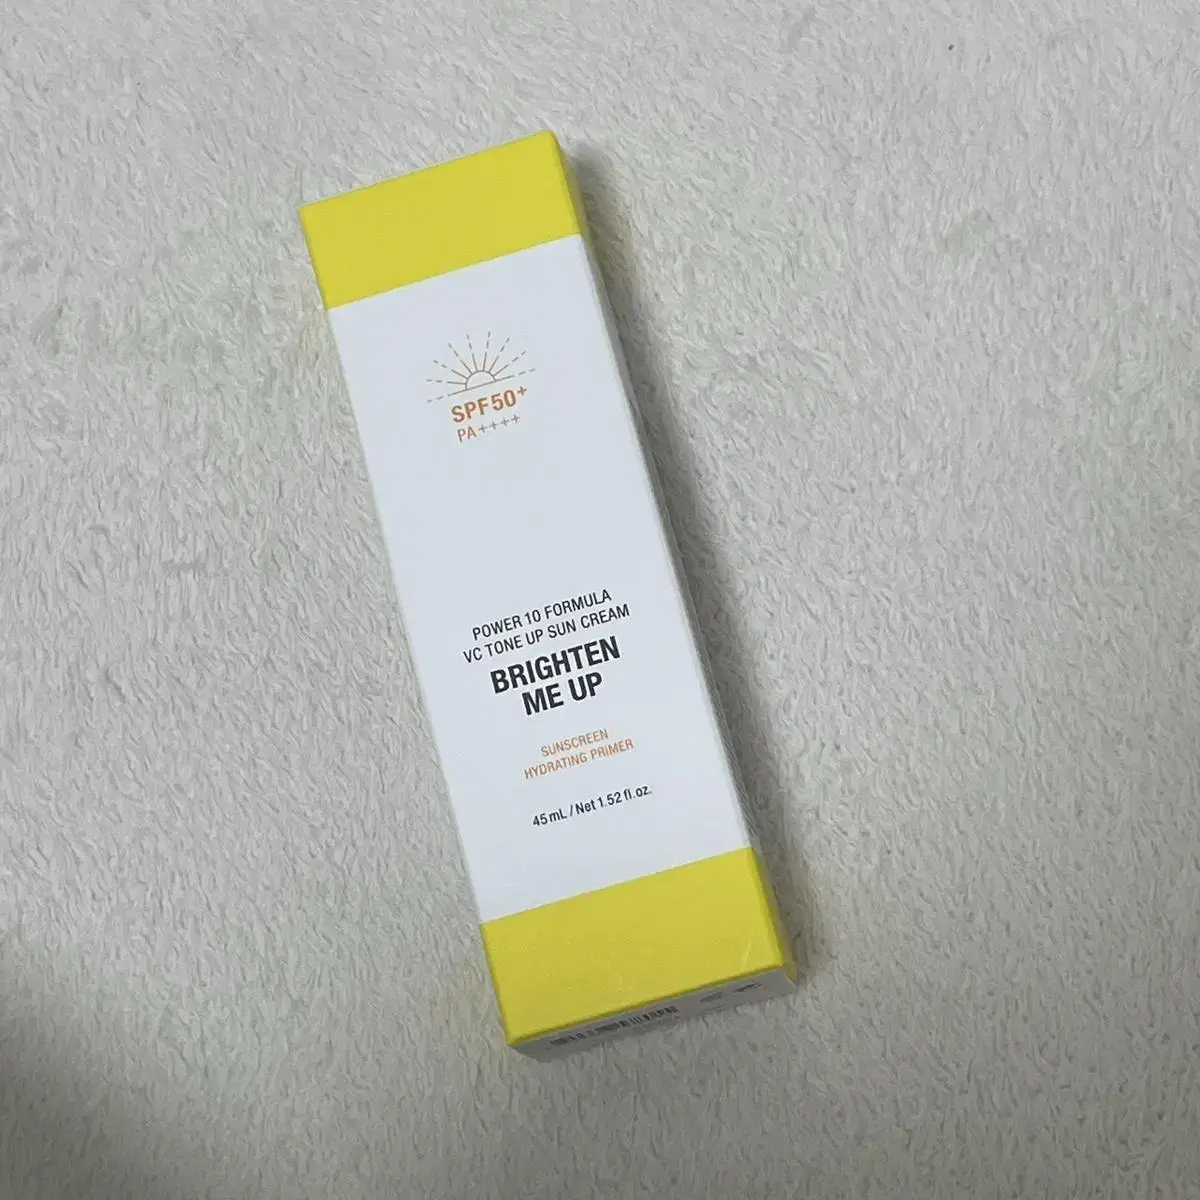 SPF50+
PA++++
POWER 10 FORMULA
VC TONE UP SUN CREAM
BRIGHTEN
ME UP
SUNSCREEN
HYDRATING PRIMER
45 mL / Net 1.52 fl.oz.